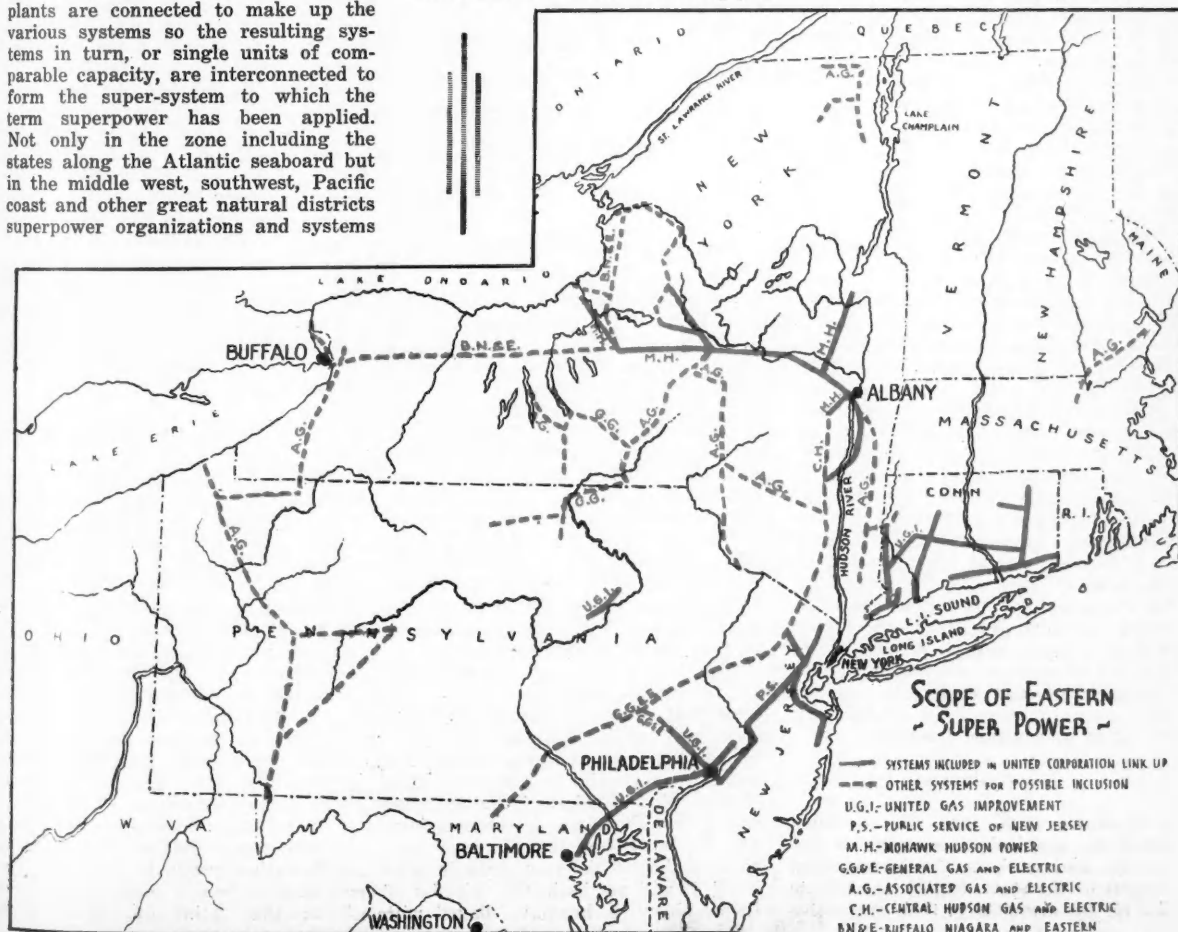 plants are connected to make up the
various systems so the resulting sys-
tems in turn, or single units of com-
parable capacity, are interconnected to
form the super-system to which the
term superpower has been applied.
Not only in the zone including the
states along the Atlantic seaboard but
in the middle west, southwest, Pacific
coast and other great natural districts
superpower organizations and systems
QUEBEC
ONTARIO
A.G.
ST. LAWRANCE RIVER
LAKE
CHAMPLAIN
NEW
YORK
VERMONT
NEW HAMPSHIRE
MAINE
LAKE ONOARIO
B.N.&E.
BUFFALO
B.N.&E.
M.H.
M.H.
A.G.
A.G.
ALBANY
M.H.
MASSACHUSETTS
LAKE ERIE
A.G.
G.G.
A.G.
A.G.
C.H.
A.G.
HUDSON RIVER
A.G.
CONN
R.I.
U.G.I.
A.G.
U.G.I.
OHIO
PENNSYLVANIA
L.I. SOUND
LONG ISLAND
NEW YORK
P.S.
G.G.&E.
U.G.I.
PHILADELPHIA
NEW JERSEY
U.G.I.
W VA
MARYLAND
DELAWARE
BALTIMORE
WASHINGTON
SCOPE OF EASTERN
~ SUPER POWER ~
SYSTEMS INCLUDED IN UNITED CORPORATION LINK UP
OTHER SYSTEMS FOR POSSIBLE INCLUSION
U.G.I.-UNITED GAS IMPROVEMENT
P.S.-PUBLIC SERVICE OF NEW JERSEY
M.H.-MOHAWK HUDSON POWER
G.G.&E-GENERAL GAS AND ELECTRIC
A.G.-ASSOCIATED GAS AND ELECTRIC
C.H.-CENTRAL HUDSON GAS AND ELECTRIC
B.N&E-BUFFALO NIAGARA AND EASTERN